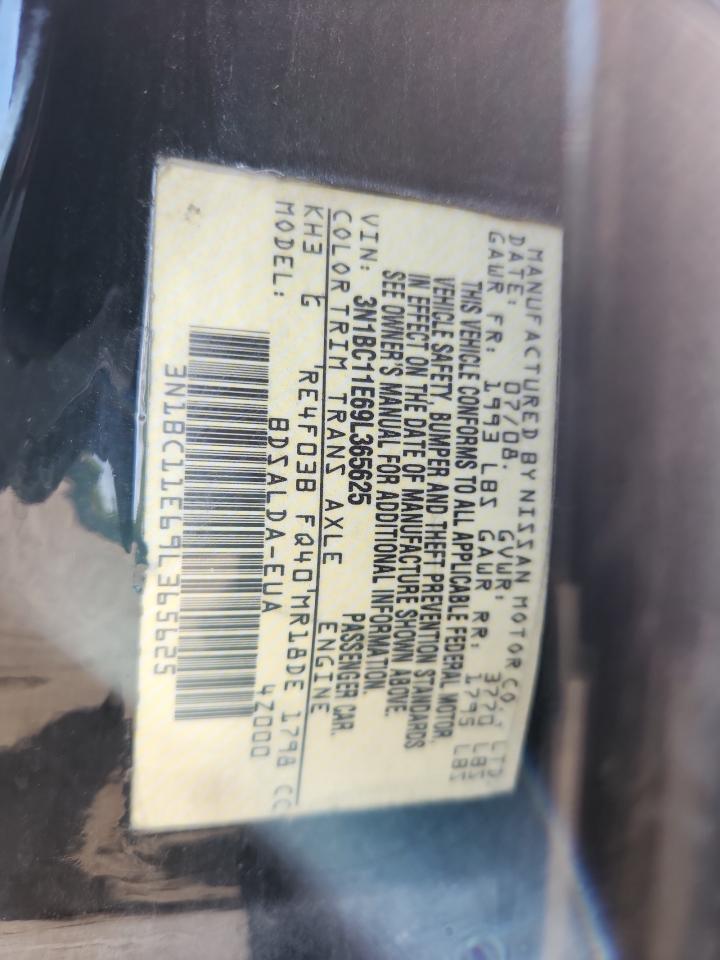 MANUFACTURED BY NISSAN MOTOR CO., LTD.
DATE: 07/08. GVWR: 3770 LBS
GAWR FR: 1993 LBS GAWR RR: 1795 LBS
THIS VEHICLE CONFORMS TO ALL APPLICABLE FEDERAL MOTOR
VEHICLE SAFETY, BUMPER AND THEFT PREVENTION STANDARDS
IN EFFECT ON THE DATE OF MANUFACTURE SHOWN ABOVE.
SEE OWNER'S MANUAL FOR ADDITIONAL INFORMATION.
VIN: 3N1BC11E69L365625 PASSENGER CAR.
COLOR TRIM TRANS AXLE ENGINE
KH3 G RE4F03B FQ40 MR18DE 1798 CC
MODEL: BDSALDA-EUA 4Z000
3N1BC11E69L365625